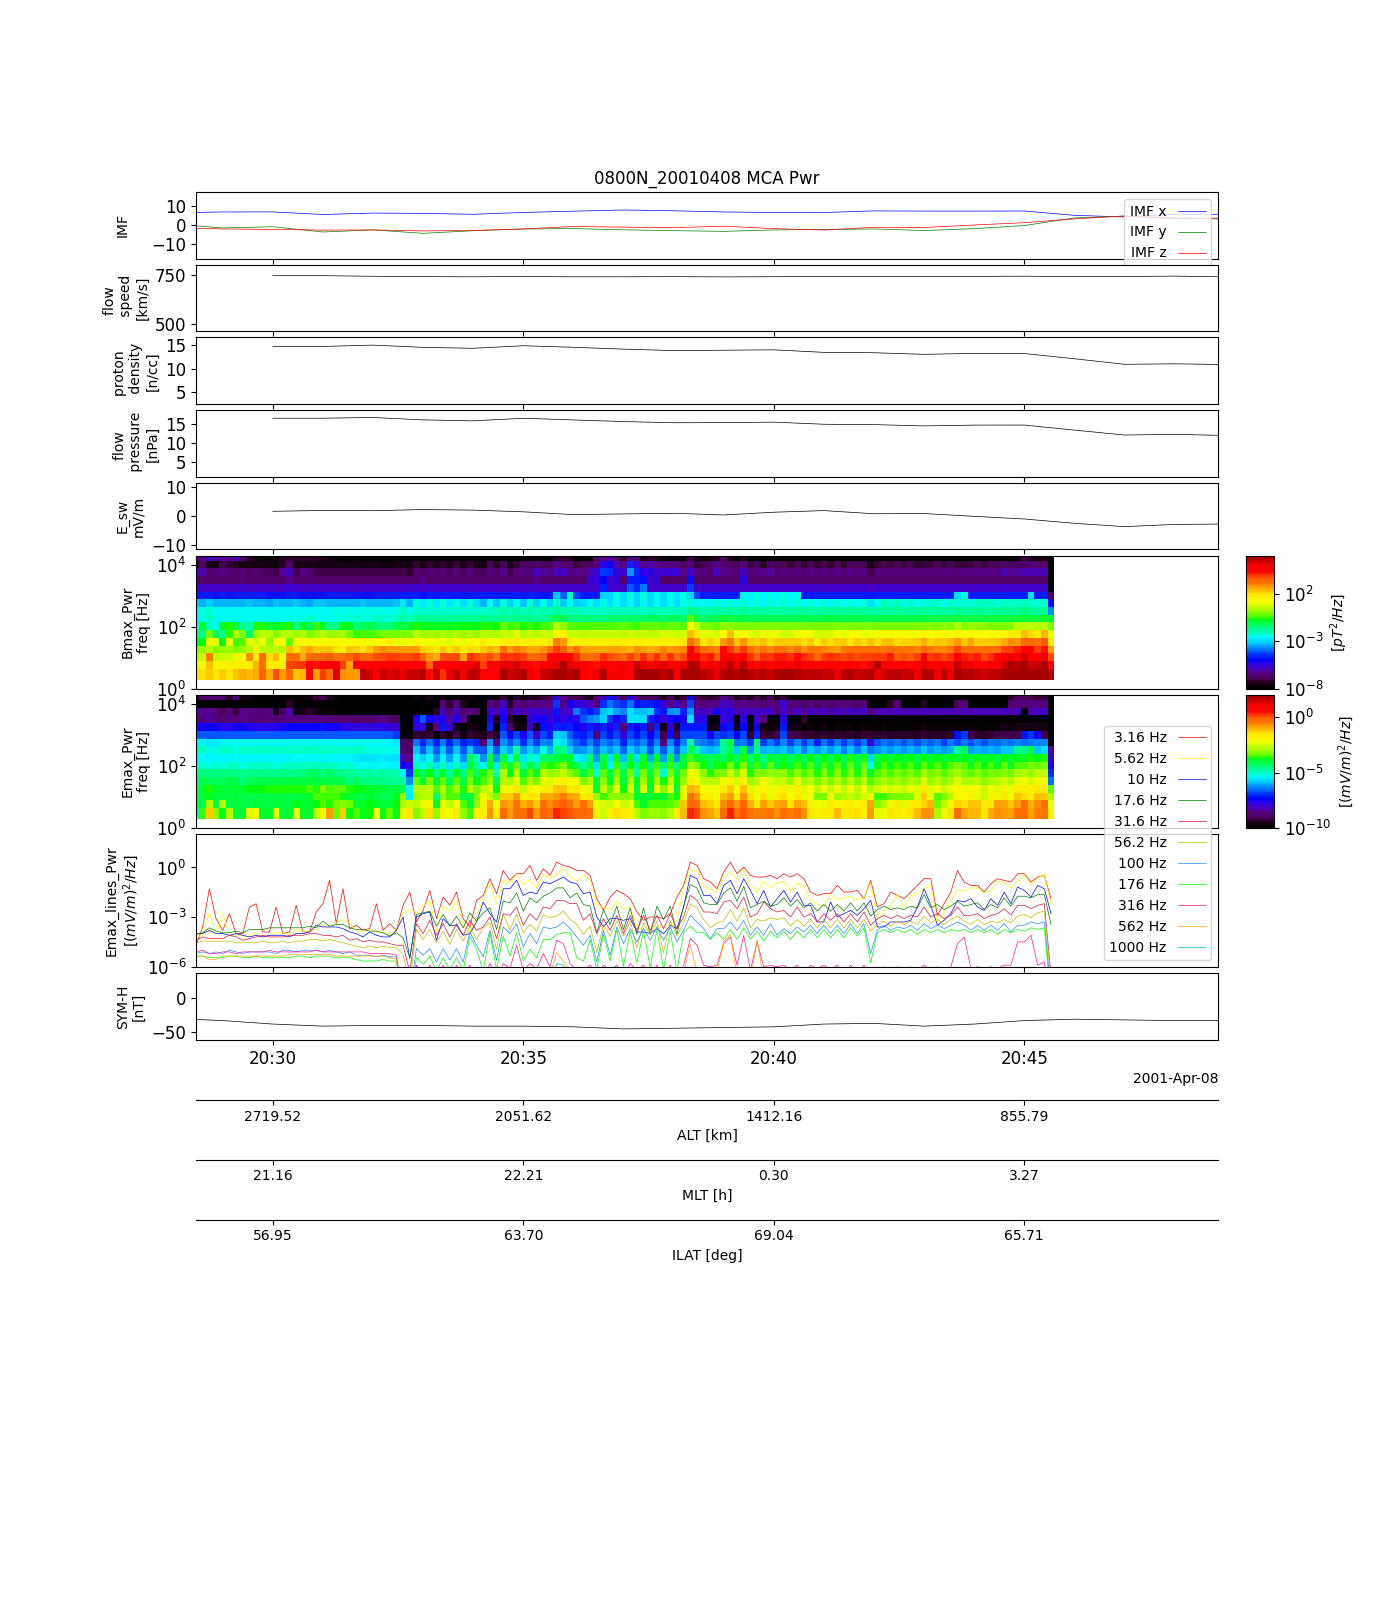 0800N_20010408 MCA Pwr
10
0
−10
IMF
IMF x
IMF y
IMF z
750
500
flow
speed
[km/s]
15
10
5
proton
density
[n/cc]
15
10
5
flow
pressure
[nPa]
10
0
−10
E_sw
mV/m
10^4
10^2
10^0
Bmax_Pwr
freq [Hz]
10^2
10^−3
10^−8
[pT^2/Hz]
10^4
10^2
10^0
Emax_Pwr
freq [Hz]
10^0
10^−5
10^−10
[(mV/m)^2/Hz]
3.16 Hz
5.62 Hz
10 Hz
17.6 Hz
31.6 Hz
56.2 Hz
100 Hz
176 Hz
316 Hz
562 Hz
1000 Hz
10^0
10^−3
10^−6
Emax_lines_Pwr
[(mV/m)^2/Hz]
0
−50
SYM-H
[nT]
20:30 20:35 20:40 20:45
2001-Apr-08
2719.52 2051.62 1412.16 855.79
ALT [km]
21.16 22.21 0.30 3.27
MLT [h]
56.95 63.70 69.04 65.71
ILAT [deg]